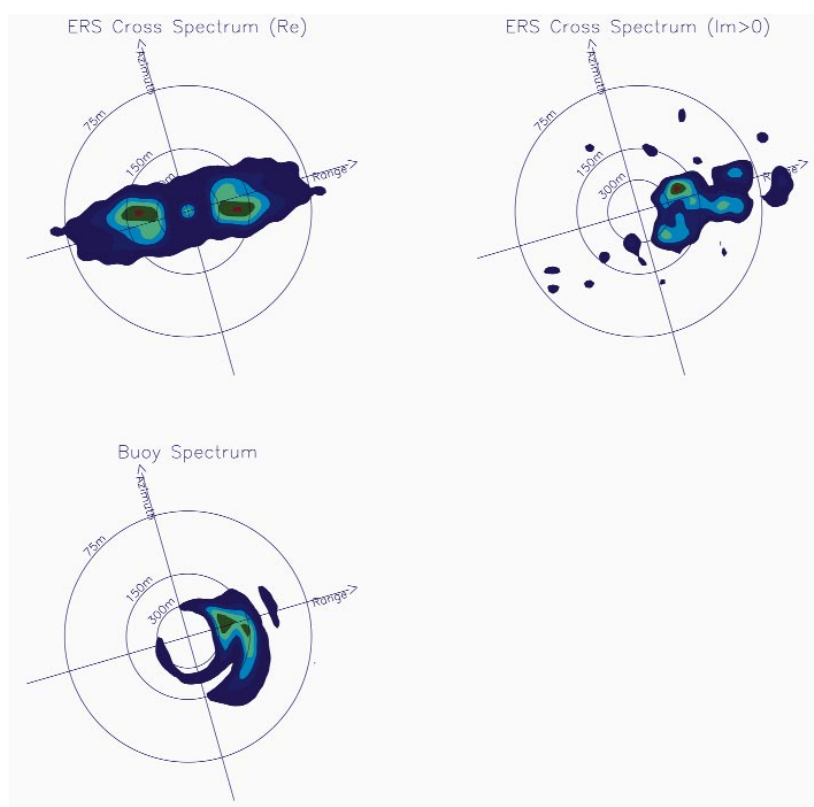 ERS Cross Spectrum (Re)
Azimuth
75m
150m
Range
ERS Cross Spectrum (Im>0)
Azimuth
75m
150m
300m
Range
Buoy Spectrum
Azimuth
75m
150m
300m
Range